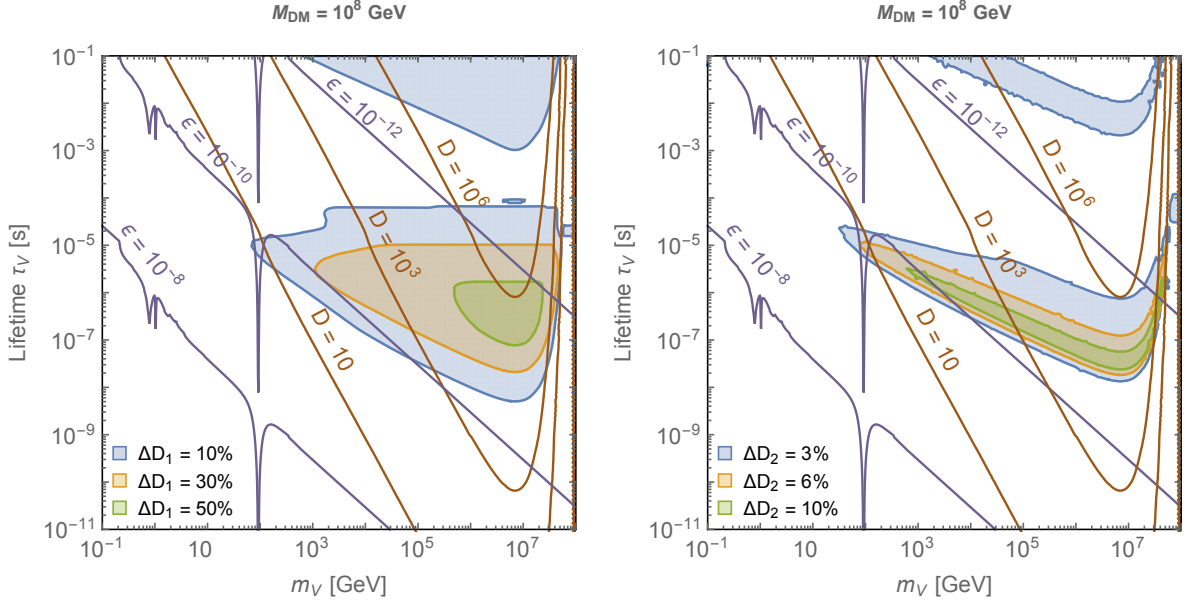 M_DM = 10^8 GeV
10^-1
10^-3
10^-5
10^-7
10^-9
10^-11
Lifetime τ_V [s]
ϵ = 10^-12
ϵ = 10^-10
D = 10^6
ϵ = 10^-8
D = 10^3
D = 10
ΔD_1 = 10%
ΔD_1 = 30%
ΔD_1 = 50%
10^-1
10
10^3
10^5
10^7
m_V [GeV]
M_DM = 10^8 GeV
10^-1
10^-3
10^-5
10^-7
10^-9
10^-11
Lifetime τ_V [s]
ϵ = 10^-12
ϵ = 10^-10
D = 10^6
ϵ = 10^-8
D = 10^3
D = 10
ΔD_2 = 3%
ΔD_2 = 6%
ΔD_2 = 10%
10^-1
10
10^3
10^5
10^7
m_V [GeV]